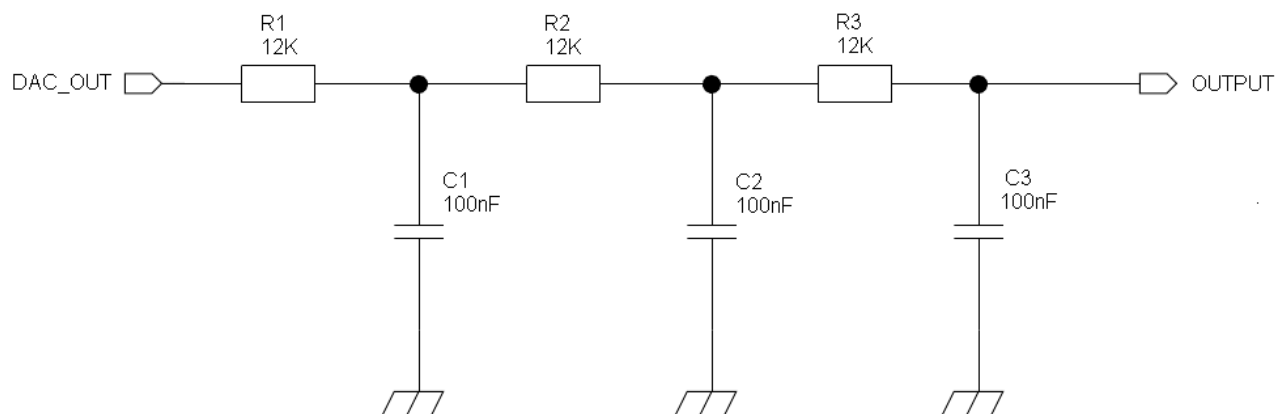 R1
12K
R2
12K
R3
12K
DAC_OUT
OUTPUT
C1
100nF
C2
100nF
C3
100nF